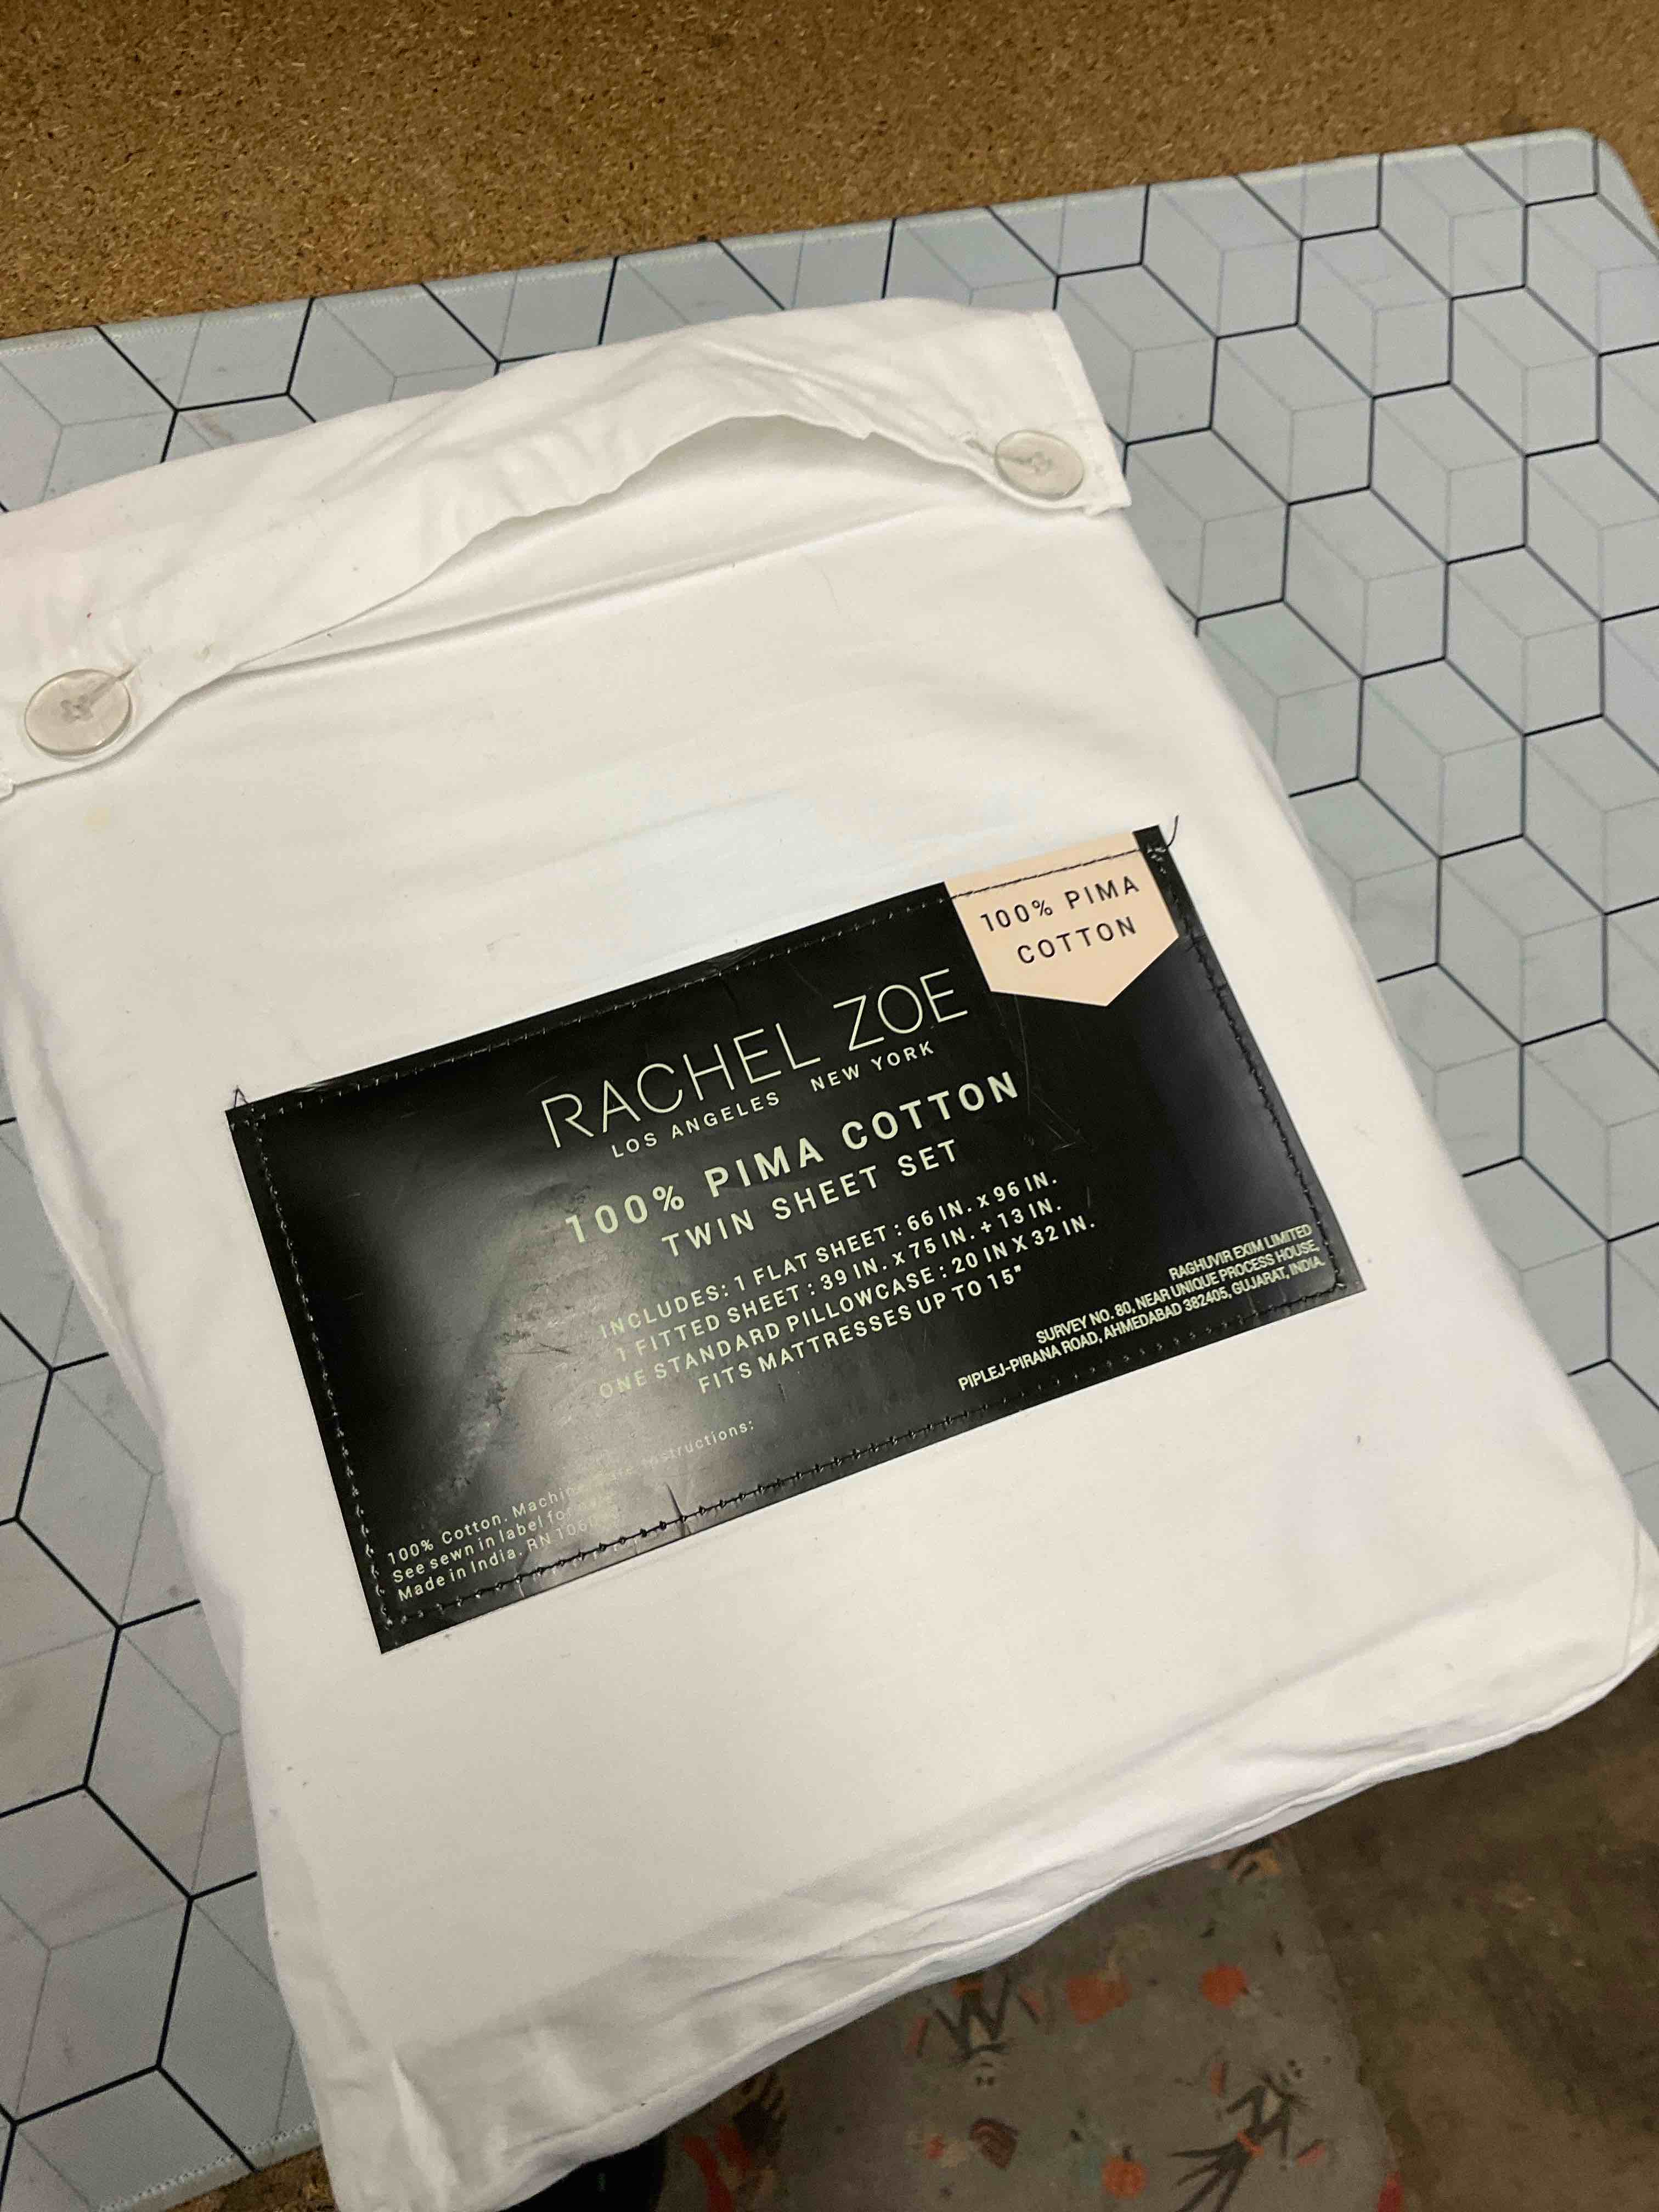 100% PIMA
COTTON
RACHEL ZOE
LOS ANGELES NEW YORK
100% PIMA COTTON
TWIN SHEET SET
INCLUDES: 1 FLAT SHEET : 66 IN. x 96 IN.
1 FITTED SHEET : 39 IN. x 75 IN. + 13 IN.
ONE STANDARD PILLOWCASE : 20 IN X 32 IN.
FITS MATTRESSES UP TO 15"
RAGHUVIR EXIM LIMITED
SURVEY NO. 80, NEAR UNIQUE PROCESS HOUSE,
PIPLEJ-PIRANA ROAD, AHMEDABAD 382405, GUJARAT, INDIA.
100% Cotton. instructions:
See sewn in label for
Made in India. RN